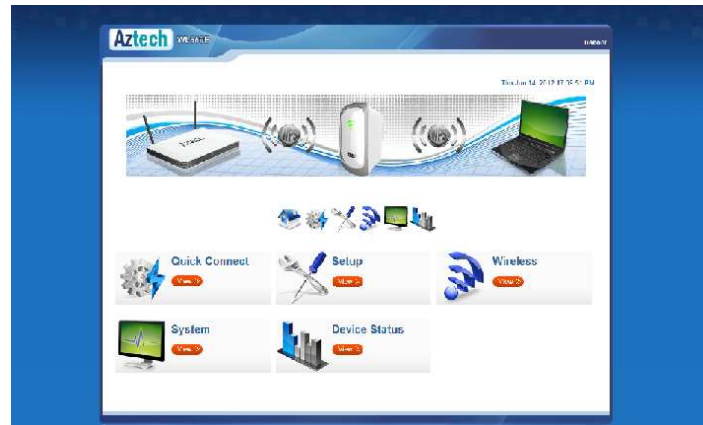 Aztech
Quick Connect
View >
Setup
View >
Wireless
View >
System
View >
Device Status
View >